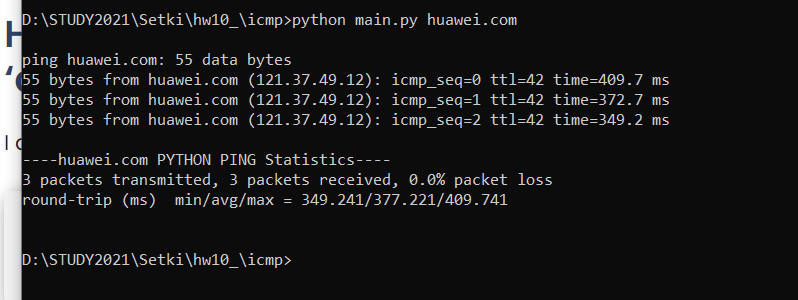 D:\STUDY2021\Setki\hw10_\icmp>python main.py huawei.com
ping huawei.com: 55 data bytes
55 bytes from huawei.com (121.37.49.12): icmp_seq=0 ttl=42 time=409.7 ms
55 bytes from huawei.com (121.37.49.12): icmp_seq=1 ttl=42 time=372.7 ms
55 bytes from huawei.com (121.37.49.12): icmp_seq=2 ttl=42 time=349.2 ms
----huawei.com PYTHON PING Statistics----
3 packets transmitted, 3 packets received, 0.0% packet loss
round-trip (ms)  min/avg/max = 349.241/377.221/409.741
D:\STUDY2021\Setki\hw10_\icmp>